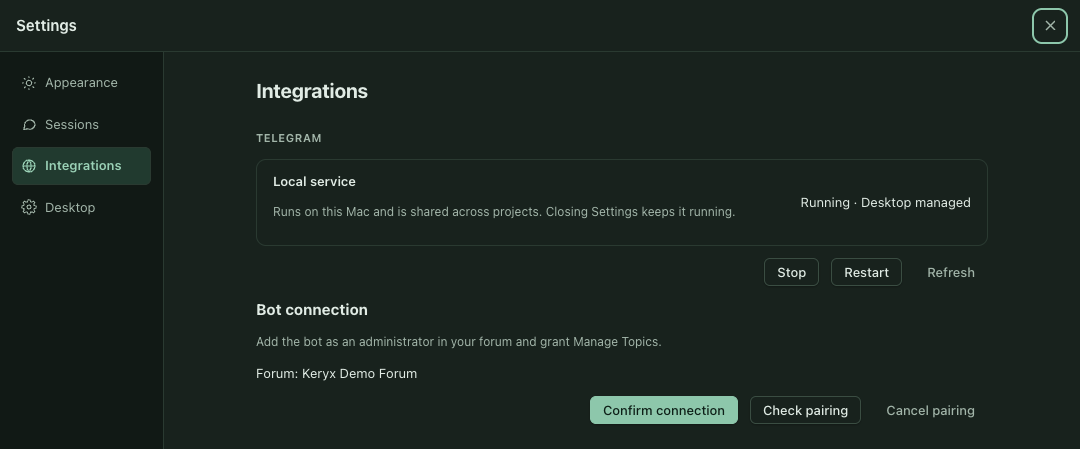 Settings
Appearance
Sessions
Integrations
Desktop
Integrations
TELEGRAM
Local service
Runs on this Mac and is shared across projects. Closing Settings keeps it running.
Running · Desktop managed
Stop
Restart
Refresh
Bot connection
Add the bot as an administrator in your forum and grant Manage Topics.
Forum: Keryx Demo Forum
Confirm connection
Check pairing
Cancel pairing